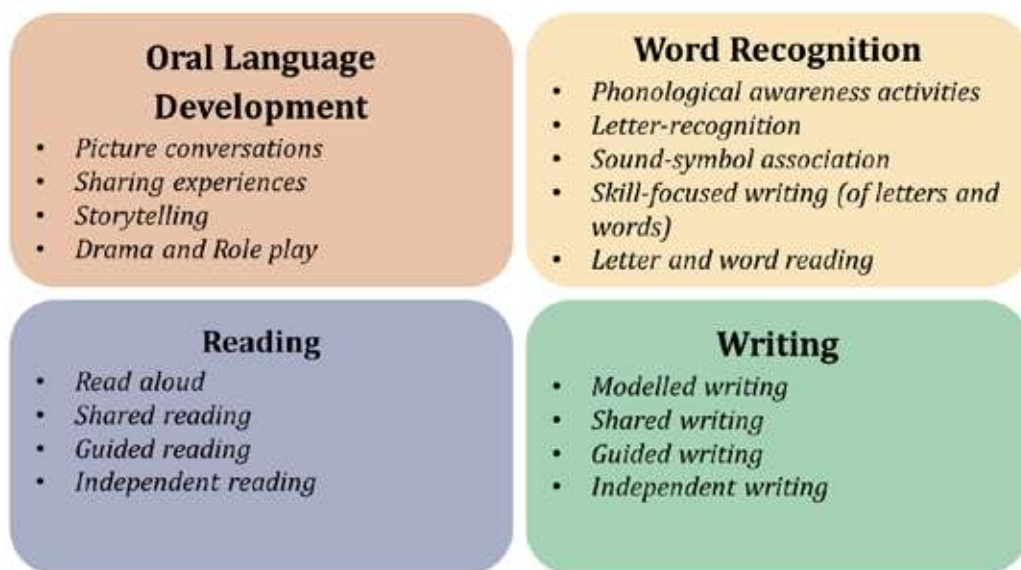 Oral Language
Development
• Picture conversations
• Sharing experiences
• Storytelling
• Drama and Role play
Word Recognition
• Phonological awareness activities
• Letter-recognition
• Sound-symbol association
• Skill-focused writing (of letters and
words)
• Letter and word reading
Reading
• Read aloud
• Shared reading
• Guided reading
• Independent reading
Writing
• Modelled writing
• Shared writing
• Guided writing
• Independent writing